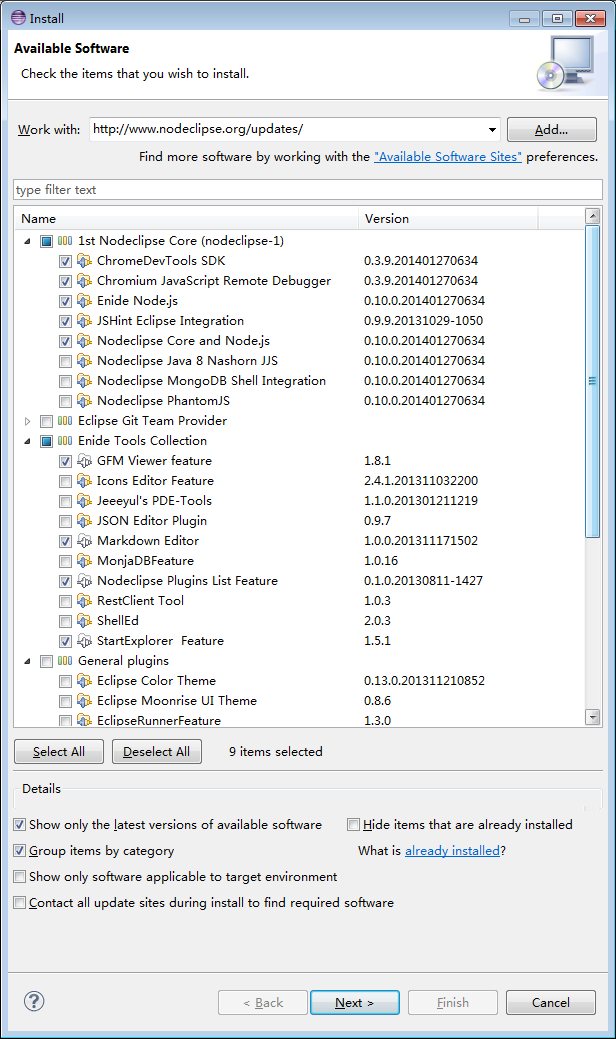 Install
Available Software
Check the items that you wish to install.
Work with: http://www.nodeclipse.org/updates/ Add...
Find more software by working with the "Available Software Sites" preferences.
type filter text
Name Version
1st Nodeclipse Core (nodeclipse-1)
ChromeDevTools SDK 0.3.9.201401270634
Chromium JavaScript Remote Debugger 0.3.9.201401270634
Enide Node.js 0.10.0.201401270634
JSHint Eclipse Integration 0.9.9.20131029-1050
Nodeclipse Core and Node.js 0.10.0.201401270634
Nodeclipse Java 8 Nashorn JJS 0.10.0.201401270634
Nodeclipse MongoDB Shell Integration 0.10.0.201401270634
Nodeclipse PhantomJS 0.10.0.201401270634
Eclipse Git Team Provider
Enide Tools Collection
GFM Viewer feature 1.8.1
Icons Editor Feature 2.4.1.201311032200
Jeeeyul's PDE-Tools 1.1.0.201301211219
JSON Editor Plugin 0.9.7
Markdown Editor 1.0.0.201311171502
MonjaDBFeature 1.0.16
Nodeclipse Plugins List Feature 0.1.0.20130811-1427
RestClient Tool 1.0.3
ShellEd 2.0.3
StartExplorer Feature 1.5.1
General plugins
Eclipse Color Theme 0.13.0.201311210852
Eclipse Moonrise UI Theme 0.8.6
EclipseRunnerFeature 1.3.0
Select All Deselect All 9 items selected
Details
Show only the latest versions of available software Hide items that are already installed
Group items by category What is already installed?
Show only software applicable to target environment
Contact all update sites during install to find required software
? < Back Next > Finish Cancel